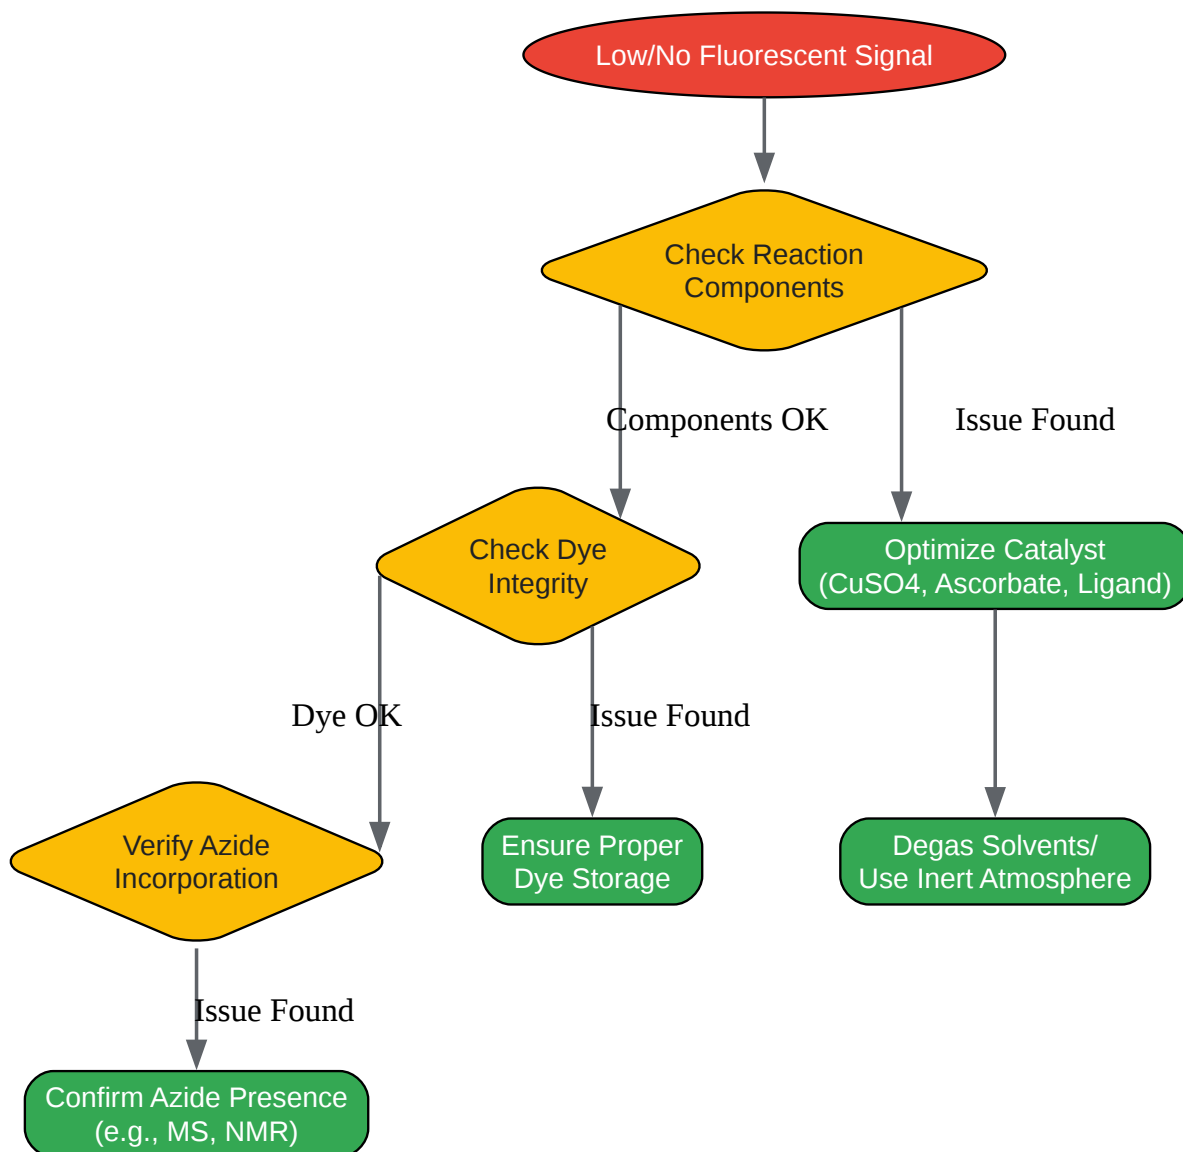 Low/No Fluorescent Signal
Check Reaction
Components
Components OK
Issue Found
Check Dye
Integrity
Optimize Catalyst
(CuSO4, Ascorbate, Ligand)
Dye OK
Issue Found
Verify Azide
Incorporation
Ensure Proper
Dye Storage
Degas Solvents/
Use Inert Atmosphere
Issue Found
Confirm Azide Presence
(e.g., MS, NMR)